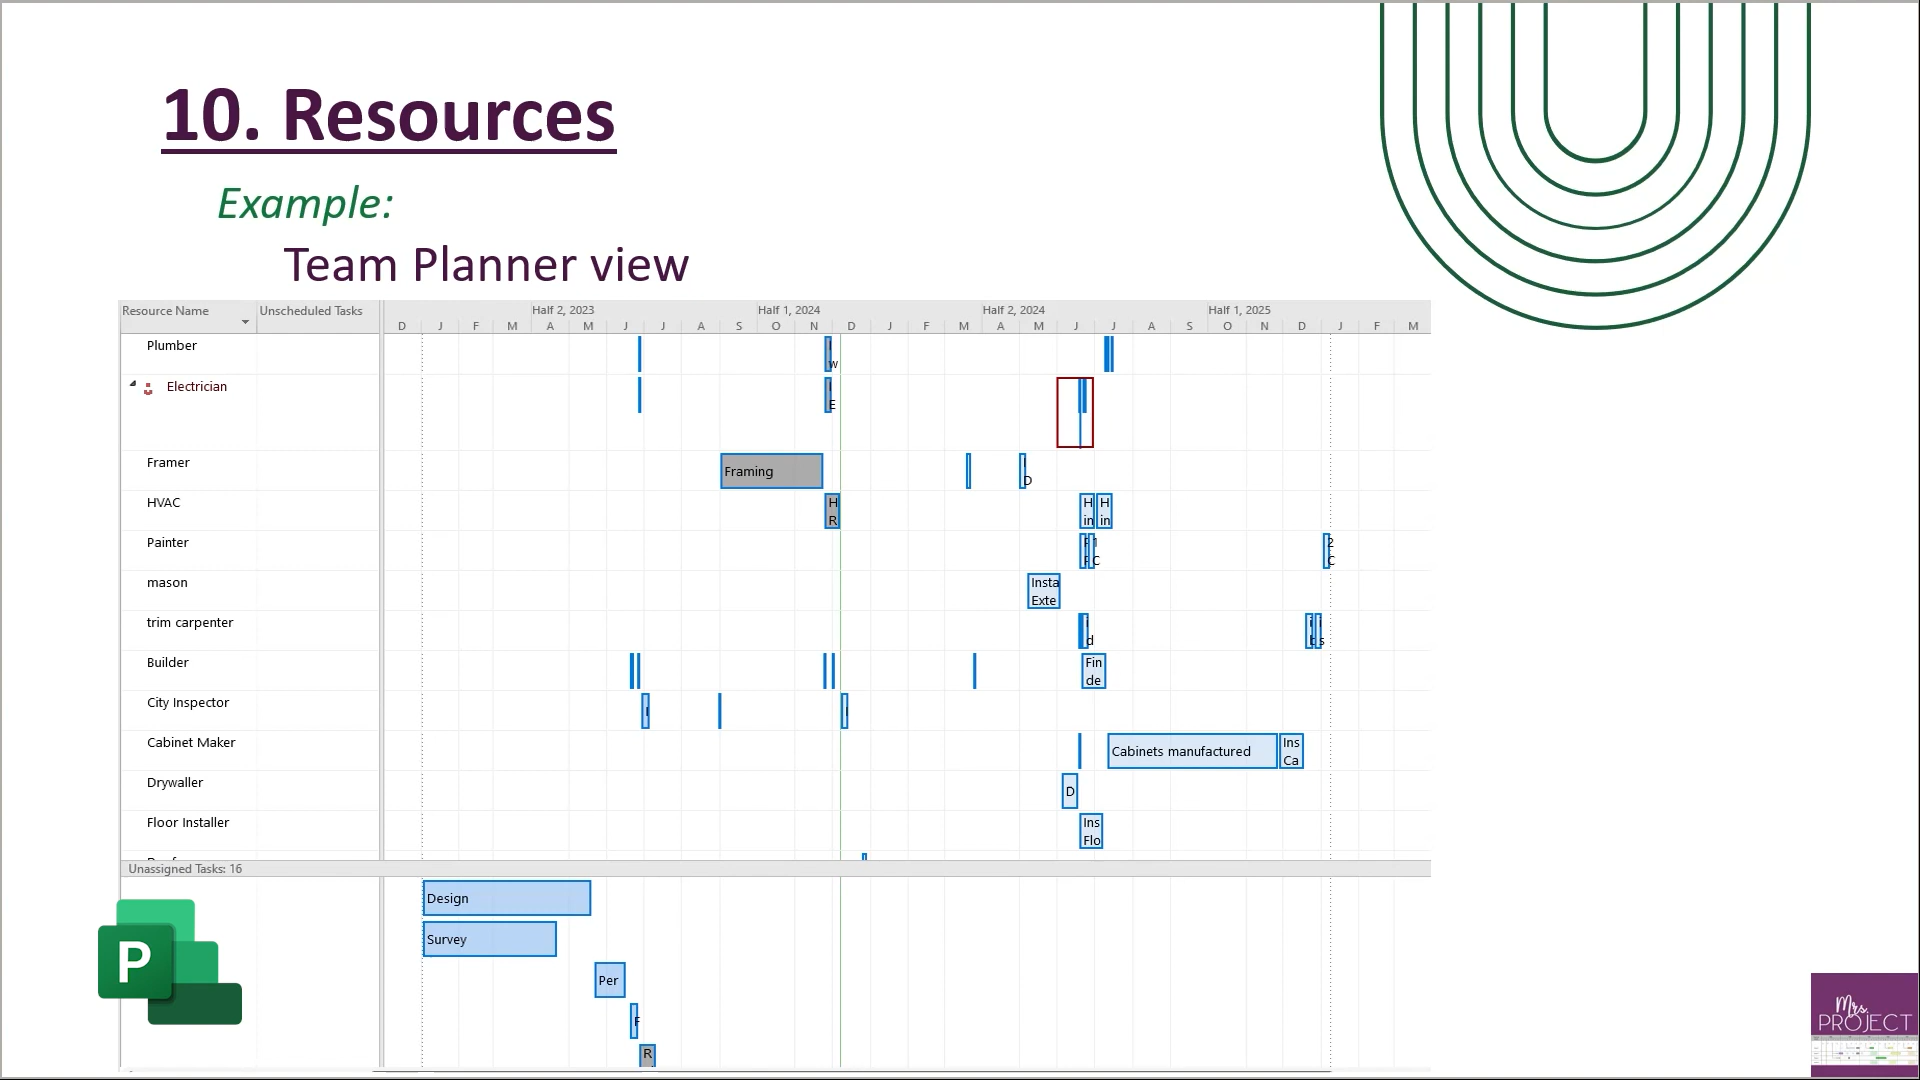 10. Resources
Example:
Team Planner view
Resource Name Unscheduled Tasks
Half 2, 2023 Half 1, 2024 Half 2, 2024 Half 1, 2025
D J F M A M J J A S O N D J F M A M J J A S O N D J F M
Plumber
w
Electrician
E
Framer
Framing
D
HVAC
H
R
H
in
H
in
Painter
C
2
C
mason
Insta
Exte
trim carpenter
i
d
s
Builder
Fin
de
City Inspector
Cabinet Maker
Cabinets manufactured
Ins
Ca
Drywaller
D
Floor Installer
Ins
Flo
Unassigned Tasks: 16
Design
Survey
Per
F
R
P
Mrs.
PROJECT